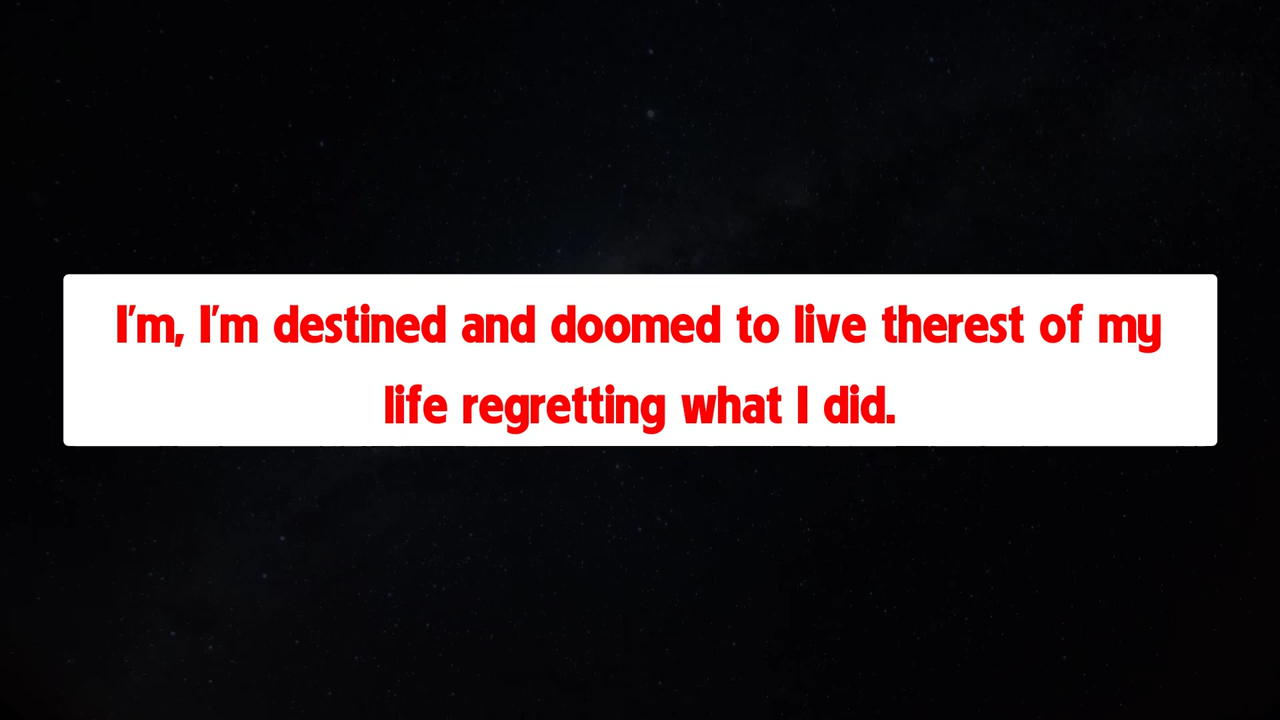 I'm, I'm destined and doomed to live therest of my
life regretting what I did.